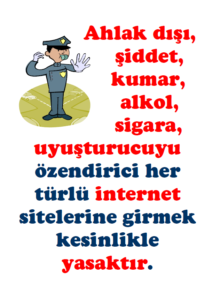 Ahlak dışı,
şiddet,
kumar,
alkol,
sigara,
uyuşturucuyu
özendirici her
türlü internet
sitelerine girmek
kesinlikle
yasaktır.